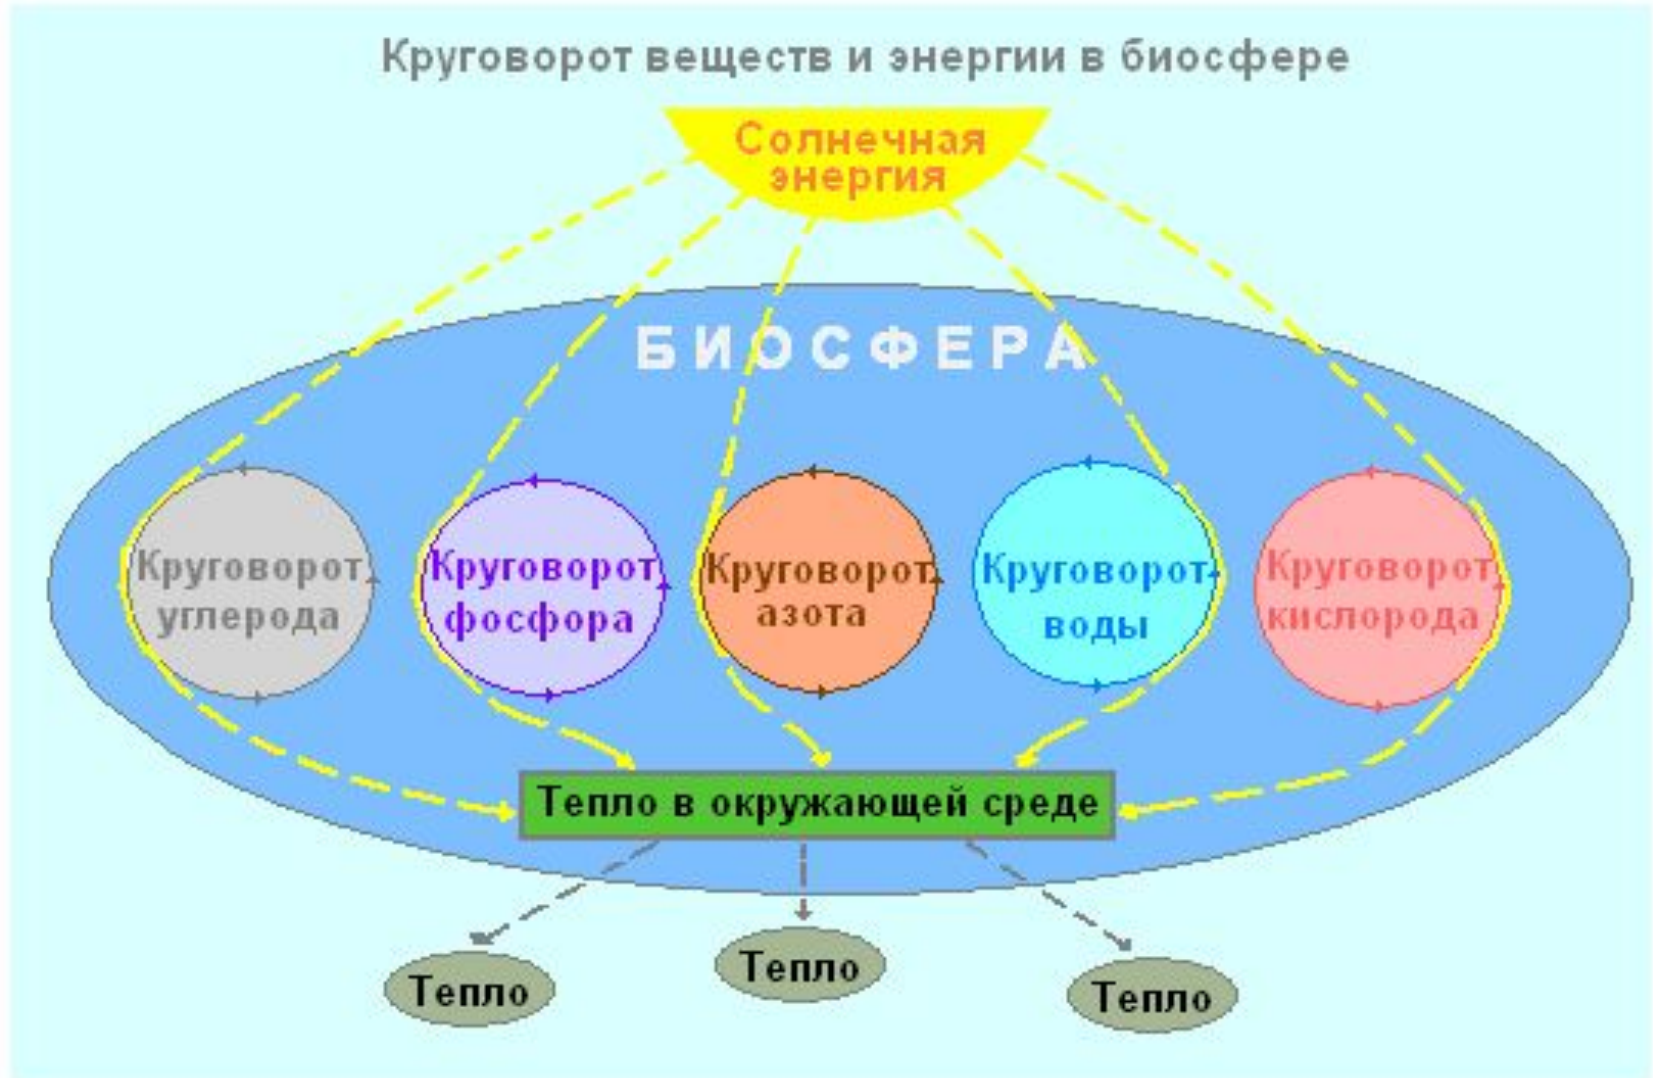 Круговорот веществ и энергии в биосфере
Солнечная
энергия
БИОСФЕРА
Круговорот
углерода
Круговорот
фосфора
Круговорот
азота
Круговорот
воды
Круговорот
кислорода
Тепло в окружающей среде
Тепло
Тепло
Тепло